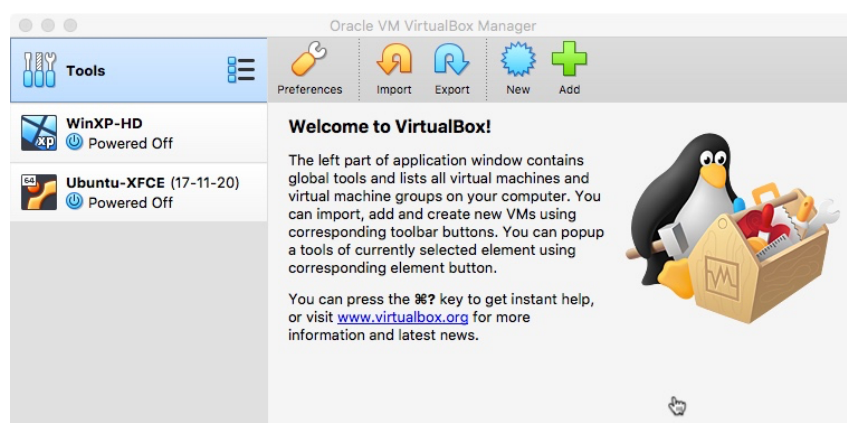 Oracle VM VirtualBox Manager
Tools
Preferences
Import
Export
New
Add
XP
WinXP-HD
Powered Off
64
Ubuntu-XFCE (17-11-20)
Powered Off
Welcome to VirtualBox!
The left part of application window contains
global tools and lists all virtual machines and
virtual machine groups on your computer. You
can import, add and create new VMs using
corresponding toolbar buttons. You can popup
a tools of currently selected element using
corresponding element button.
You can press the ⌘? key to get instant help,
or visit www.virtualbox.org for more
information and latest news.